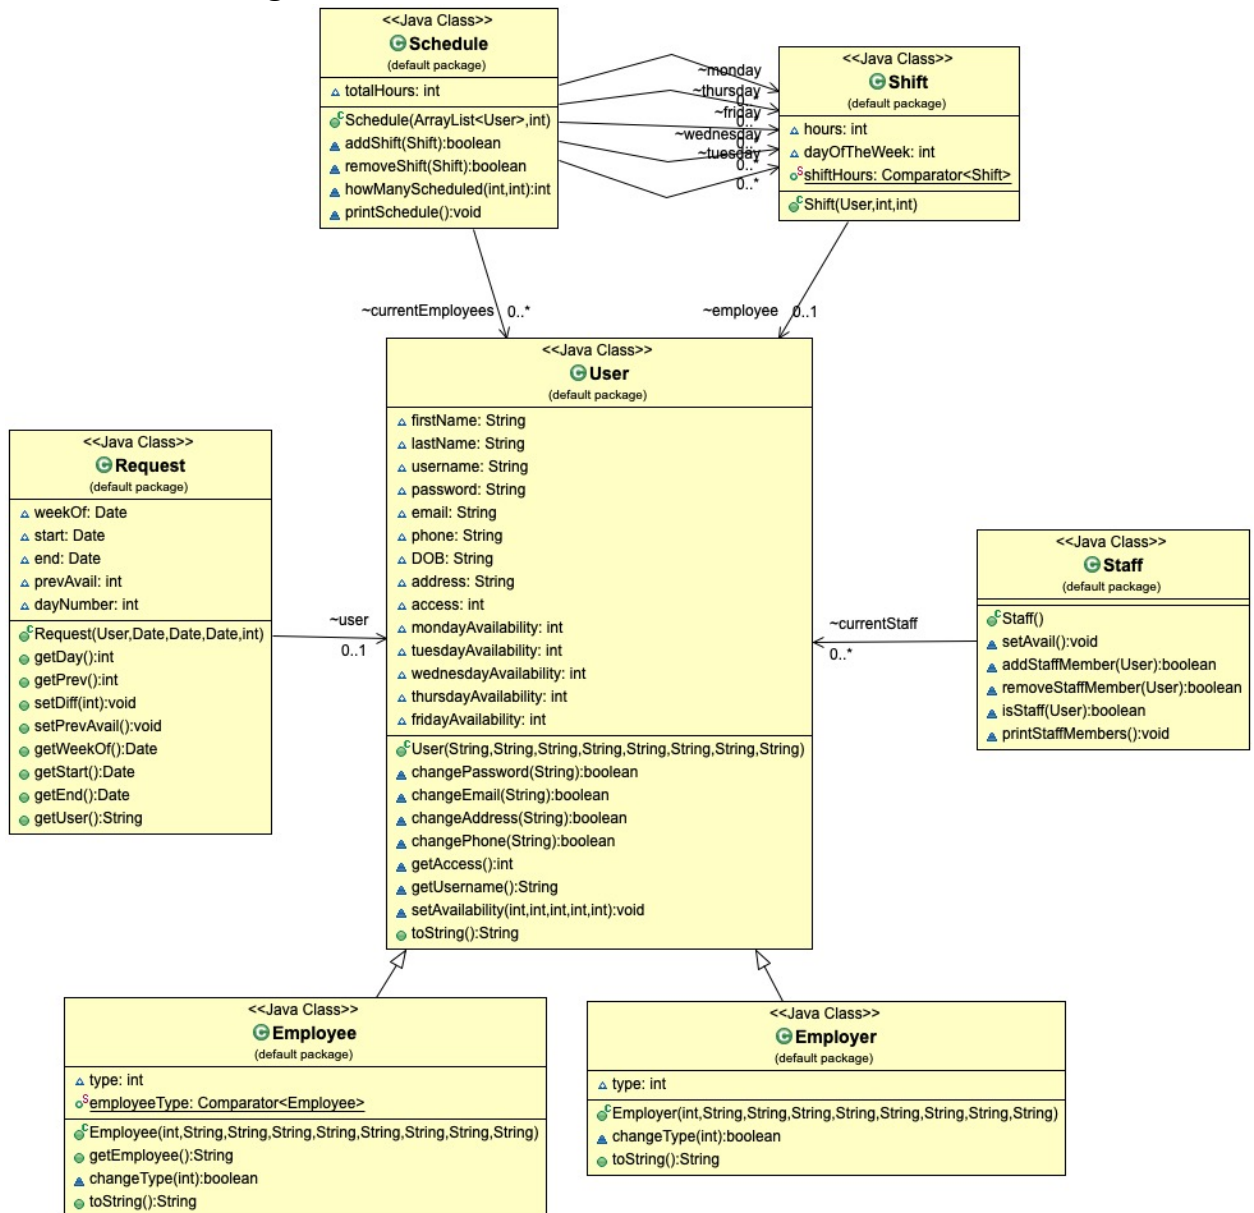 <<Java Class>>
Schedule
(default package)
totalHours: int
Schedule(ArrayList<User>,int)
addShift(Shift):boolean
removeShift(Shift):boolean
howManyScheduled(int,int):int
printSchedule():void
~monday
0..*
~thursday
0..*
~friday
0..*
~wednesday
0..*
~tuesday
0..*
<<Java Class>>
Shift
(default package)
hours: int
dayOfTheWeek: int
shiftHours: Comparator<Shift>
Shift(User,int,int)
~currentEmployees 0..*
~employee 0..1
<<Java Class>>
User
(default package)
firstName: String
lastName: String
username: String
password: String
email: String
phone: String
DOB: String
address: String
access: int
mondayAvailability: int
tuesdayAvailability: int
wednesdayAvailability: int
thursdayAvailability: int
fridayAvailability: int
User(String,String,String,String,String,String,String,String)
changePassword(String):boolean
changeEmail(String):boolean
changeAddress(String):boolean
changePhone(String):boolean
getAccess():int
getUsername():String
setAvailability(int,int,int,int,int):void
toString():String
<<Java Class>>
Request
(default package)
weekOf: Date
start: Date
end: Date
prevAvail: int
dayNumber: int
Request(User,Date,Date,Date,int)
getDay():int
getPrev():int
setDiff(int):void
setPrevAvail():void
getWeekOf():Date
getStart():Date
getEnd():Date
getUser():String
~user
0..1
<<Java Class>>
Staff
(default package)
Staff()
setAvail():void
addStaffMember(User):boolean
removeStaffMember(User):boolean
isStaff(User):boolean
printStaffMembers():void
~currentStaff
0..*
<<Java Class>>
Employee
(default package)
type: int
employeeType: Comparator<Employee>
Employee(int,String,String,String,String,String,String,String,String)
getEmployee():String
changeType(int):boolean
toString():String
<<Java Class>>
Employer
(default package)
type: int
Employer(int,String,String,String,String,String,String,String,String)
changeType(int):boolean
toString():String